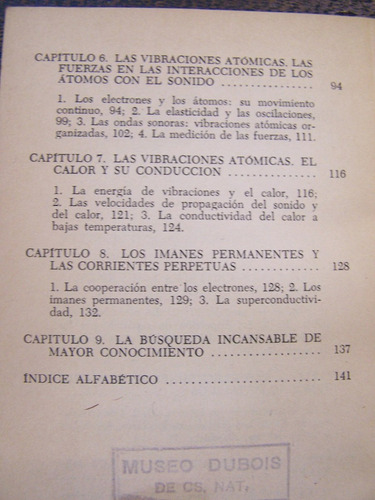 CAPÍTULO 6. LAS VIBRACIONES ATÓMICAS. LAS
FUERZAS EN LAS INTERACCIONES DE LOS
ÁTOMOS CON EL SONIDO ............... 94
1. Los electrones y los átomos: su movimiento
continuo, 94; 2. La elasticidad y las oscilaciones,
99; 3. Las ondas sonoras: vibraciones atómicas or-
ganizadas, 102; 4. La medición de las fuerzas, 111.
CAPÍTULO 7. LAS VIBRACIONES ATÓMICAS. EL
CALOR Y SU CONDUCCION ............... 116
1. La energía de vibraciones y el calor, 116;
2. Las velocidades de propagación del sonido y
del calor, 121; 3. La conductividad del calor a
bajas temperaturas, 124.
CAPÍTULO 8. LOS IMANES PERMANENTES Y
LAS CORRIENTES PERPETUAS ............. 128
1. La cooperación entre los electrones, 128; 2. Los
imanes permanentes, 129; 3. La superconductivi-
dad, 132.
CAPÍTULO 9. LA BÚSQUEDA INCANSABLE DE
MAYOR CONOCIMIENTO .................. 137
ÍNDICE ALFABÉTICO ........................ 141
MUSEO DUBOIS
DE CS. NAT.